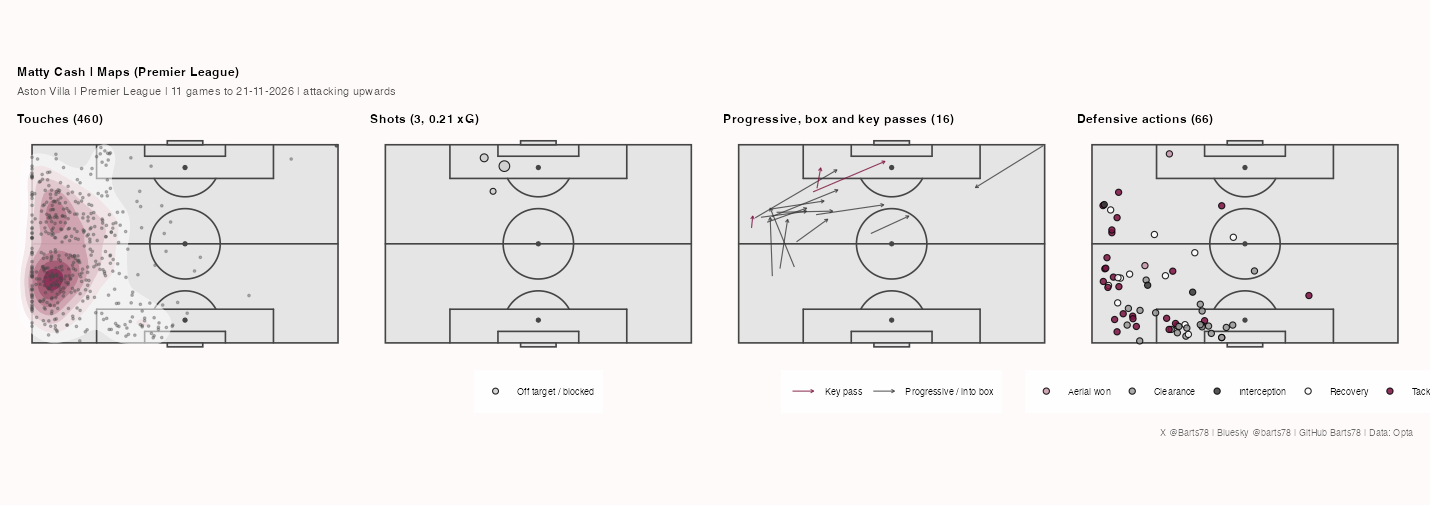 Matty Cash | Maps (Premier League)
Aston Villa | Premier League | 11 games to 21-11-2026 | attacking upwards
Touches (460)
Shots (3, 0.21 xG)
Progressive, box and key passes (16)
Defensive actions (66)
Off target / blocked
Key pass
Progressive / into box
Aerial won
Clearance
Interception
Recovery
Tack
X @Barts78 | Bluesky @barts78 | GitHub Barts78 | Data: Opta